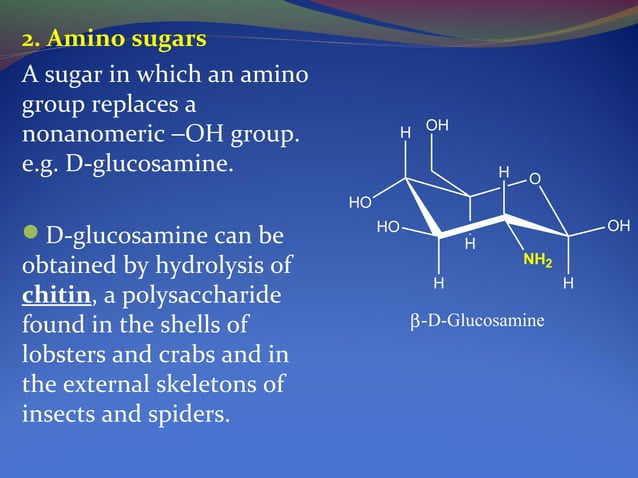 2. Amino sugars
A sugar in which an amino
group replaces a
nonanomeric –OH group.
e.g. D-glucosamine.
D-glucosamine can be
obtained by hydrolysis of
chitin, a polysaccharide
found in the shells of
lobsters and crabs and in
the external skeletons of
insects and spiders.
H OH
H O
HO
HO OH
H
NH2
H H
β-D-Glucosamine